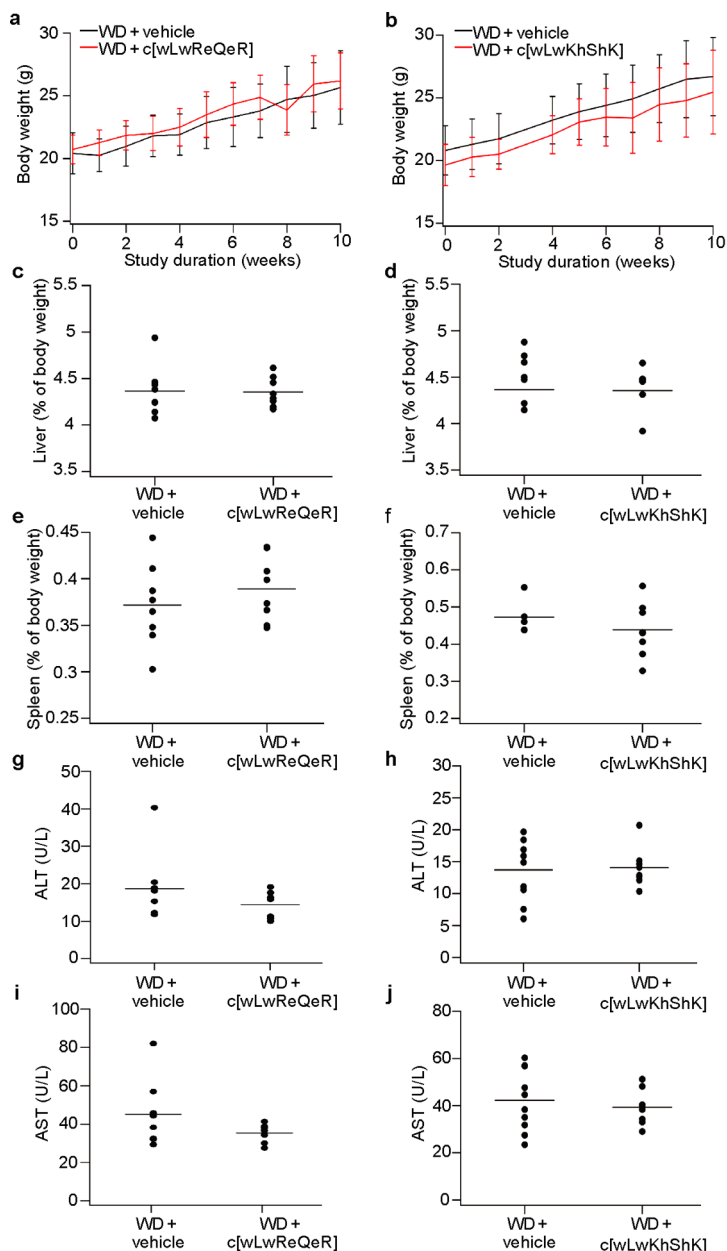 a
WD + vehicle
WD + c[wLwReQeR]
Body weight (g)
30
25
20
15
0
2
4
6
8
10
Study duration (weeks)
b
WD + vehicle
WD + c[wLwKhShK]
Body weight (g)
30
25
20
15
0
2
4
6
8
10
Study duration (weeks)
c
Liver (% of body weight)
5.5
5
4.5
4
3.5
WD +
vehicle
WD +
c[wLwReQeR]
d
Liver (% of body weight)
5.5
5
4.5
4
3.5
WD +
vehicle
WD +
c[wLwKhShK]
e
Spleen (% of body weight)
0.45
0.4
0.35
0.3
0.25
WD +
vehicle
WD +
c[wLwReQeR]
f
Spleen (% of body weight)
0.7
0.6
0.5
0.4
0.3
0.2
WD +
vehicle
WD +
c[wLwKhShK]
g
ALT (U/L)
50
40
30
20
10
0
WD +
vehicle
WD +
c[wLwReQeR]
h
ALT (U/L)
30
25
20
15
10
5
0
WD +
vehicle
WD +
c[wLwKhShK]
i
AST (U/L)
100
80
60
40
20
0
WD +
vehicle
WD +
c[wLwReQeR]
j
AST (U/L)
80
60
40
20
0
WD +
vehicle
WD +
c[wLwKhShK]